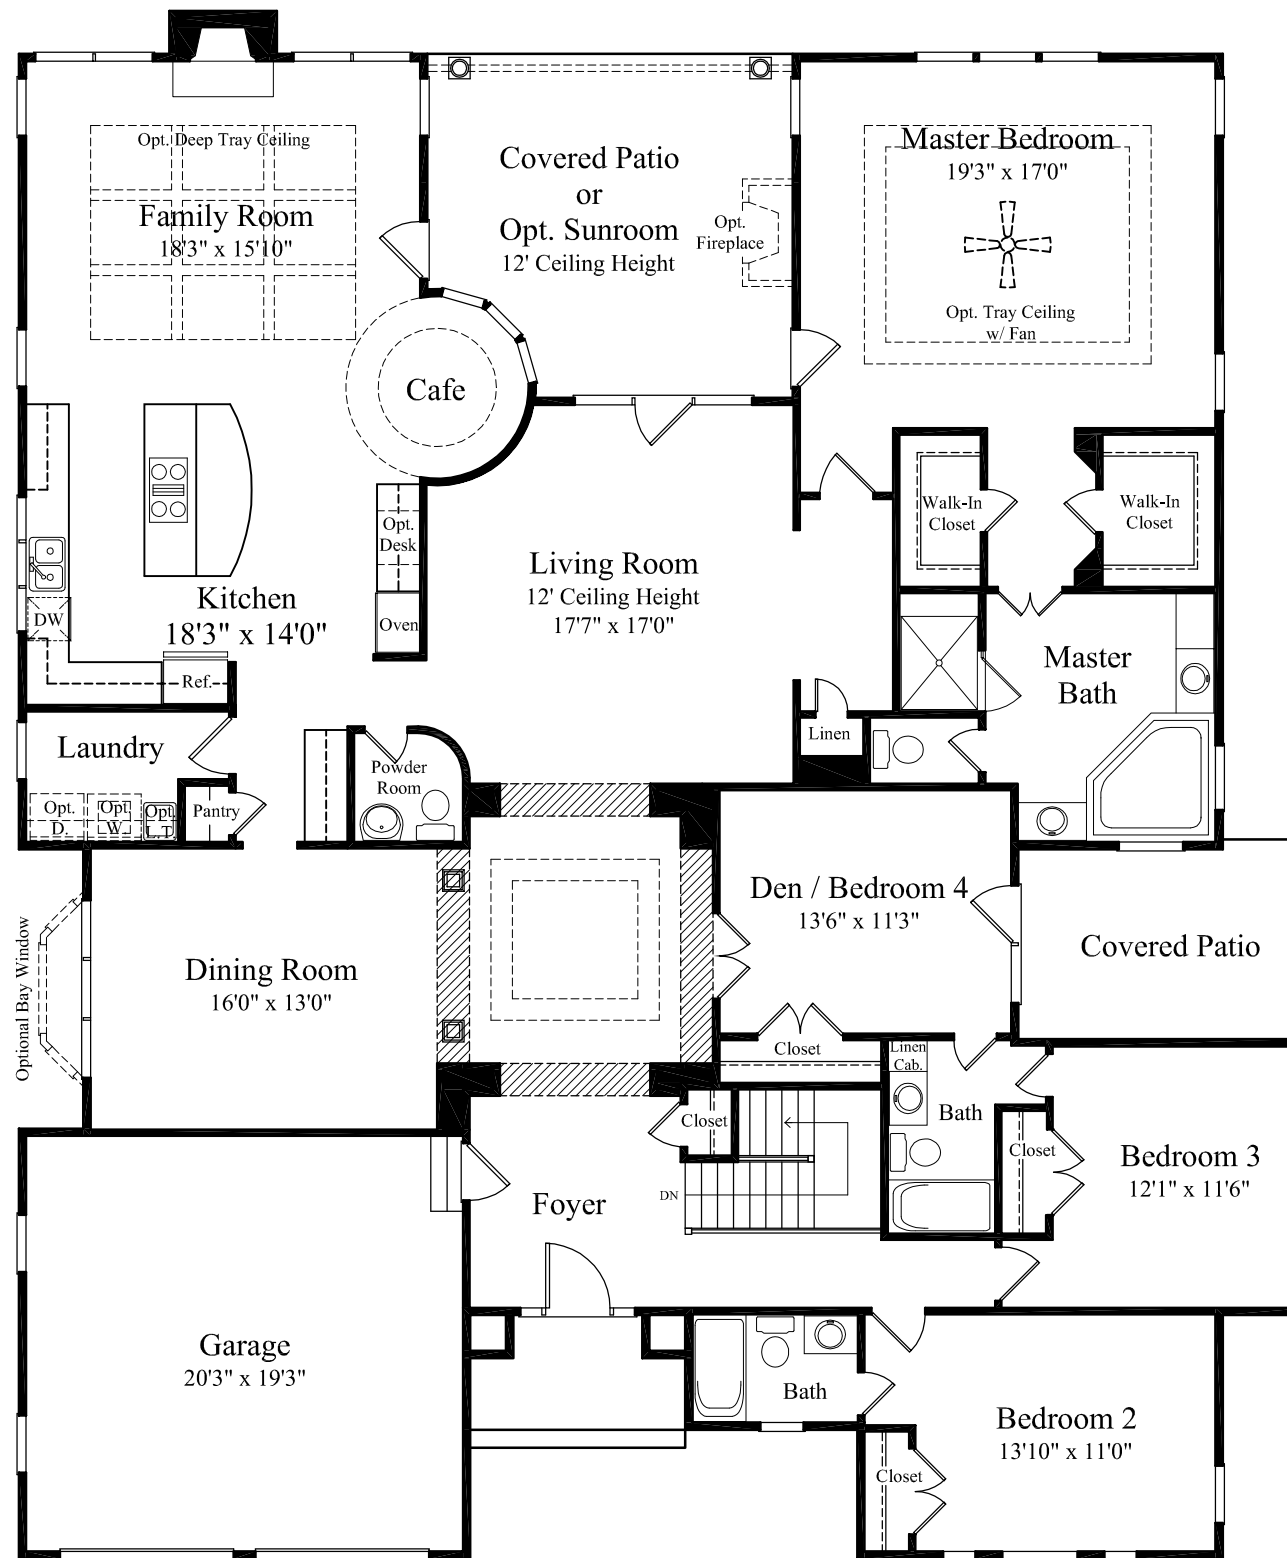 Opt. Deep Tray Ceiling
Family Room
18'3" x 15'10"
Covered Patio
or
Opt. Sunroom
12' Ceiling Height
Opt.
Fireplace
Master Bedroom
19'3" x 17'0"
Opt. Tray Ceiling
w/ Fan
Cafe
Walk-In
Closet
Walk-In
Closet
Opt.
Desk
Oven
Living Room
12' Ceiling Height
17'7" x 17'0"
Kitchen
18'3" x 14'0"
DW
Ref.
Master
Bath
Linen
Laundry
Powder
Room
Opt.
D.
Opt.
W.
Opt.
L.T.
Pantry
Den / Bedroom 4
13'6" x 11'3"
Covered Patio
Dining Room
16'0" x 13'0"
Optional Bay Window
Closet
Linen
Cab.
Bath
Closet
Closet
Bedroom 3
12'1" x 11'6"
DN
Foyer
Garage
20'3" x 19'3"
Bath
Bedroom 2
13'10" x 11'0"
Closet